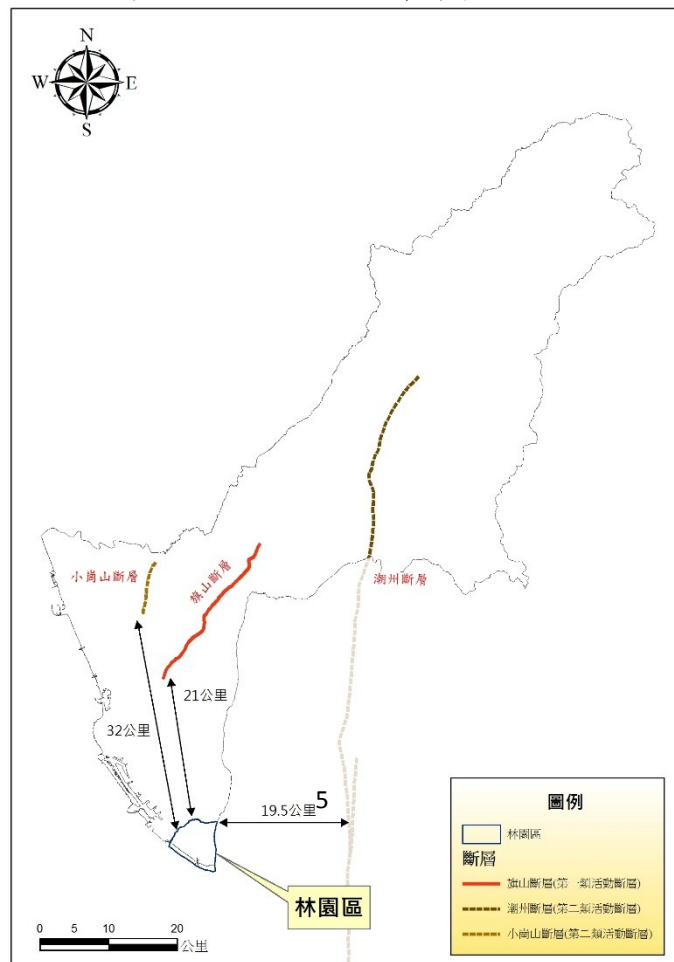 N
W
E
S
小崗山斷層
旗山斷層
潮州斷層
21公里
32公里
19.5公里
5
林園區
0
10
20
公里
圖例
林園區
斷層
旗山斷層(第一類活動斷層)
潮州斷層(第二類活動斷層)
小崗山斷層(第二類活動斷層)